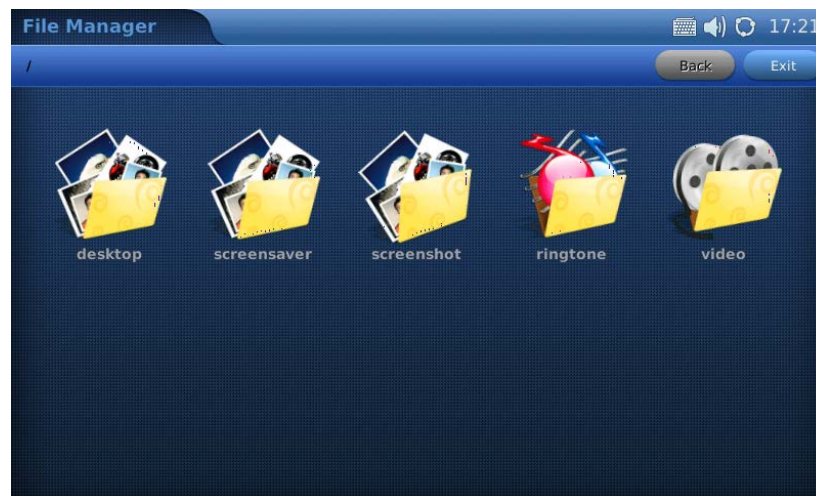 File Manager 17:21
/ Back Exit
desktop screensaver screenshot ringtone video